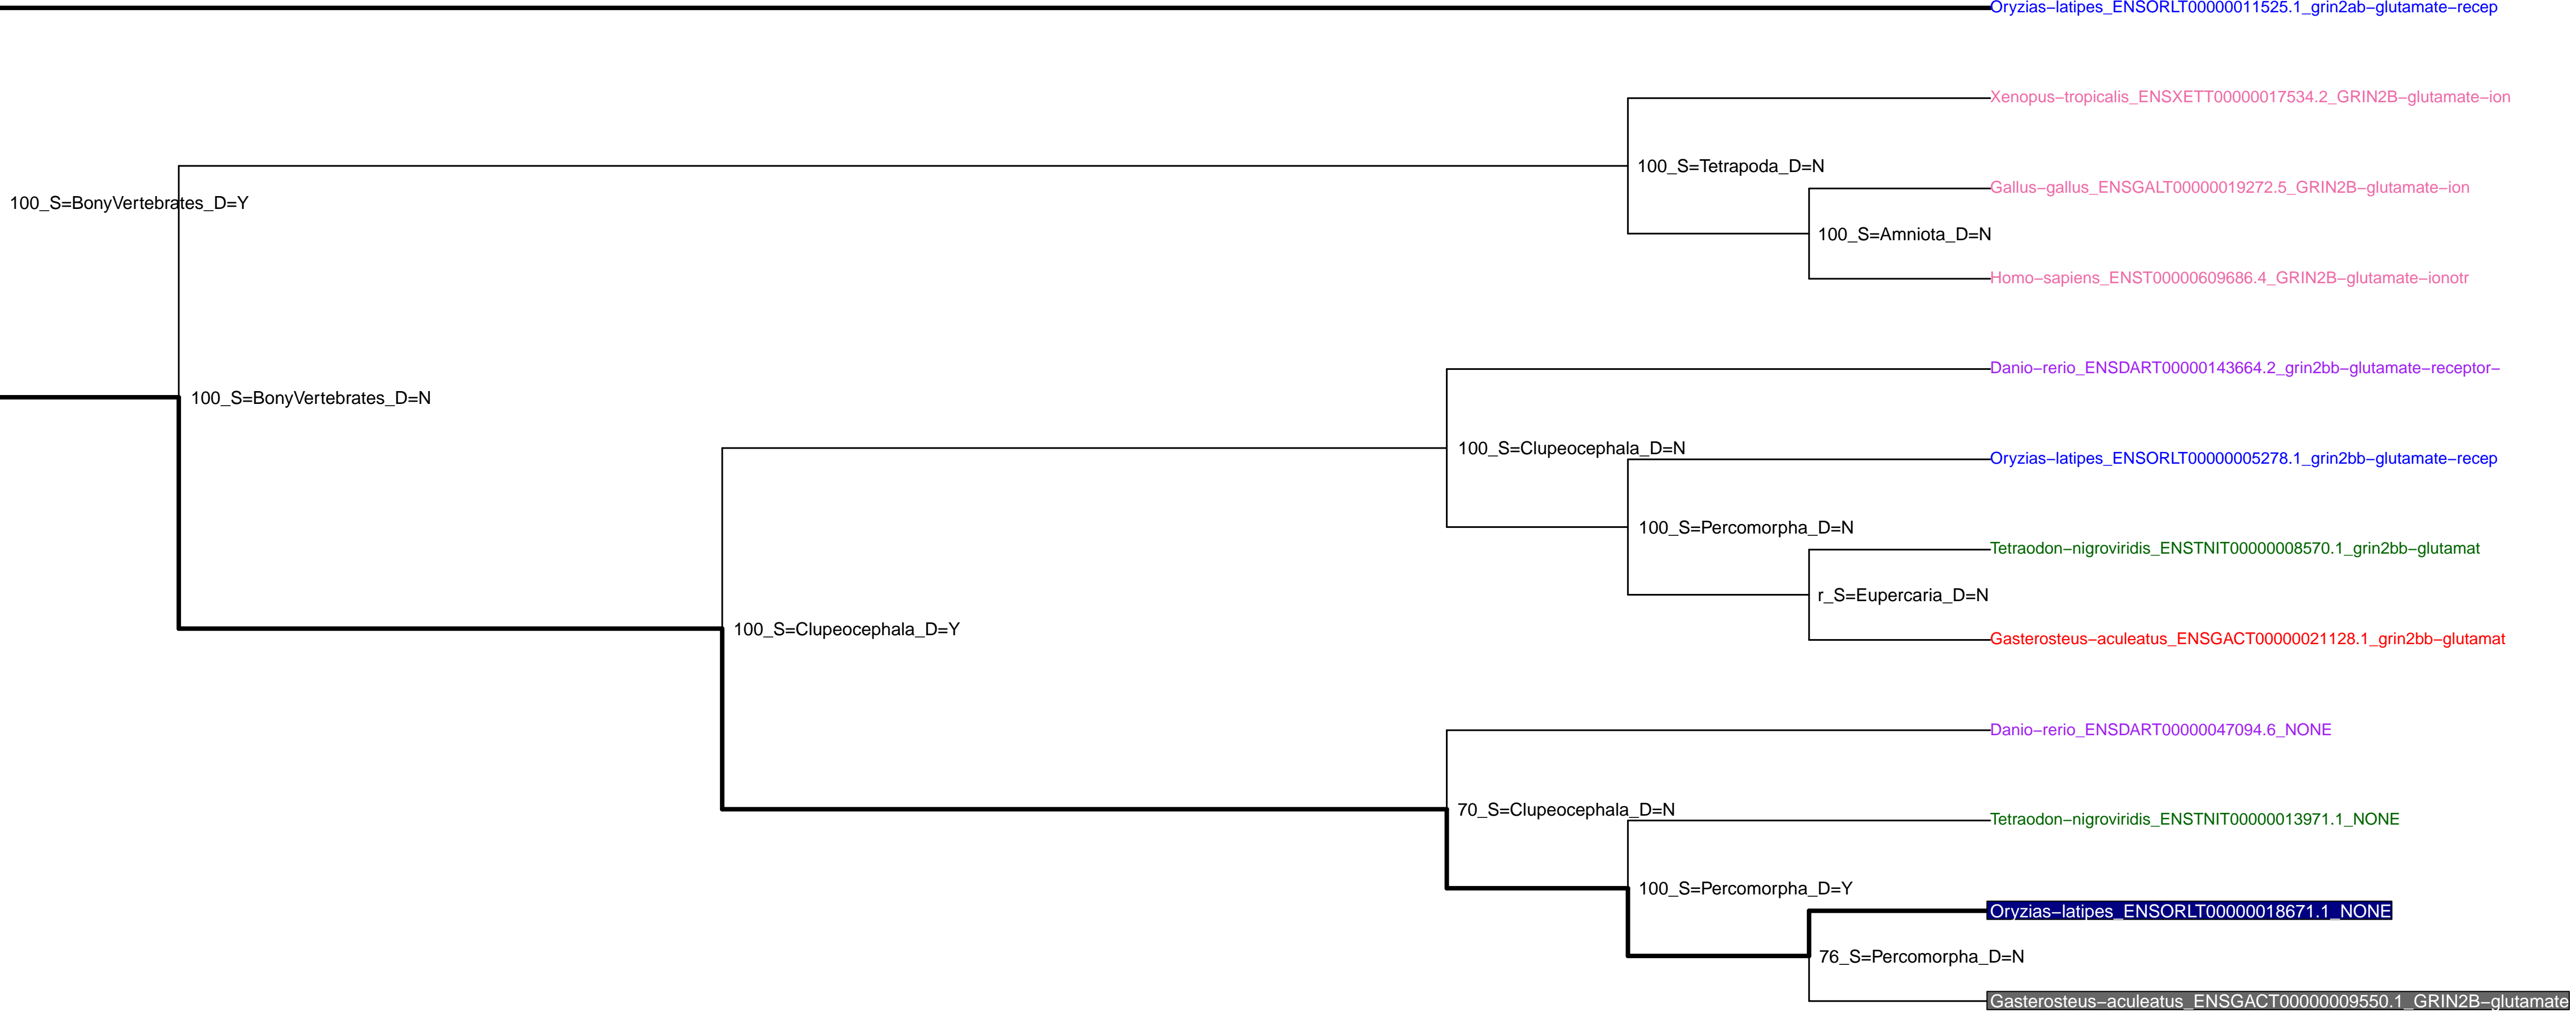 Oryzias−latipes_ENSORLT00000011525.1_grin2ab−glutamate−recep
Xenopus−tropicalis_ENSXETT00000017534.2_GRIN2B−glutamate−ion
100_S=Tetrapoda_D=N
Gallus−gallus_ENSGALT00000019272.5_GRIN2B−glutamate−ion
100_S=BonyVertebrates_D=Y
100_S=Amniota_D=N
Homo−sapiens_ENST00000609686.4_GRIN2B−glutamate−ionotr
Danio−rerio_ENSDART00000143664.2_grin2bb−glutamate−receptor−
100_S=BonyVertebrates_D=N
100_S=Clupeocephala_D=N
Oryzias−latipes_ENSORLT00000005278.1_grin2bb−glutamate−recep
100_S=Percomorpha_D=N
Tetraodon−nigroviridis_ENSTNIT00000008570.1_grin2bb−glutamat
r_S=Eupercaria_D=N
100_S=Clupeocephala_D=Y
Gasterosteus−aculeatus_ENSGACT00000021128.1_grin2bb−glutamat
Danio−rerio_ENSDART00000047094.6_NONE
70_S=Clupeocephala_D=N
Tetraodon−nigroviridis_ENSTNIT00000013971.1_NONE
100_S=Percomorpha_D=Y
Oryzias−latipes_ENSORLT00000018671.1_NONE
76_S=Percomorpha_D=N
Gasterosteus−aculeatus_ENSGACT00000009550.1_GRIN2B−glutamate